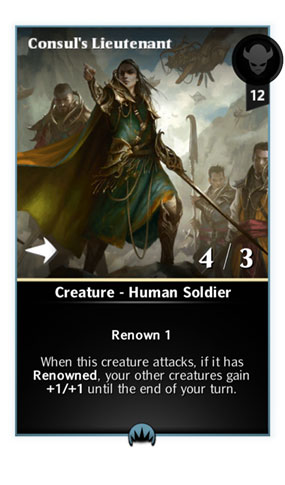 Consul's Lieutenant
12
4 / 3
Creature - Human Soldier
Renown 1
When this creature attacks, if it has
Renowned, your other creatures gain
+1/+1 until the end of your turn.